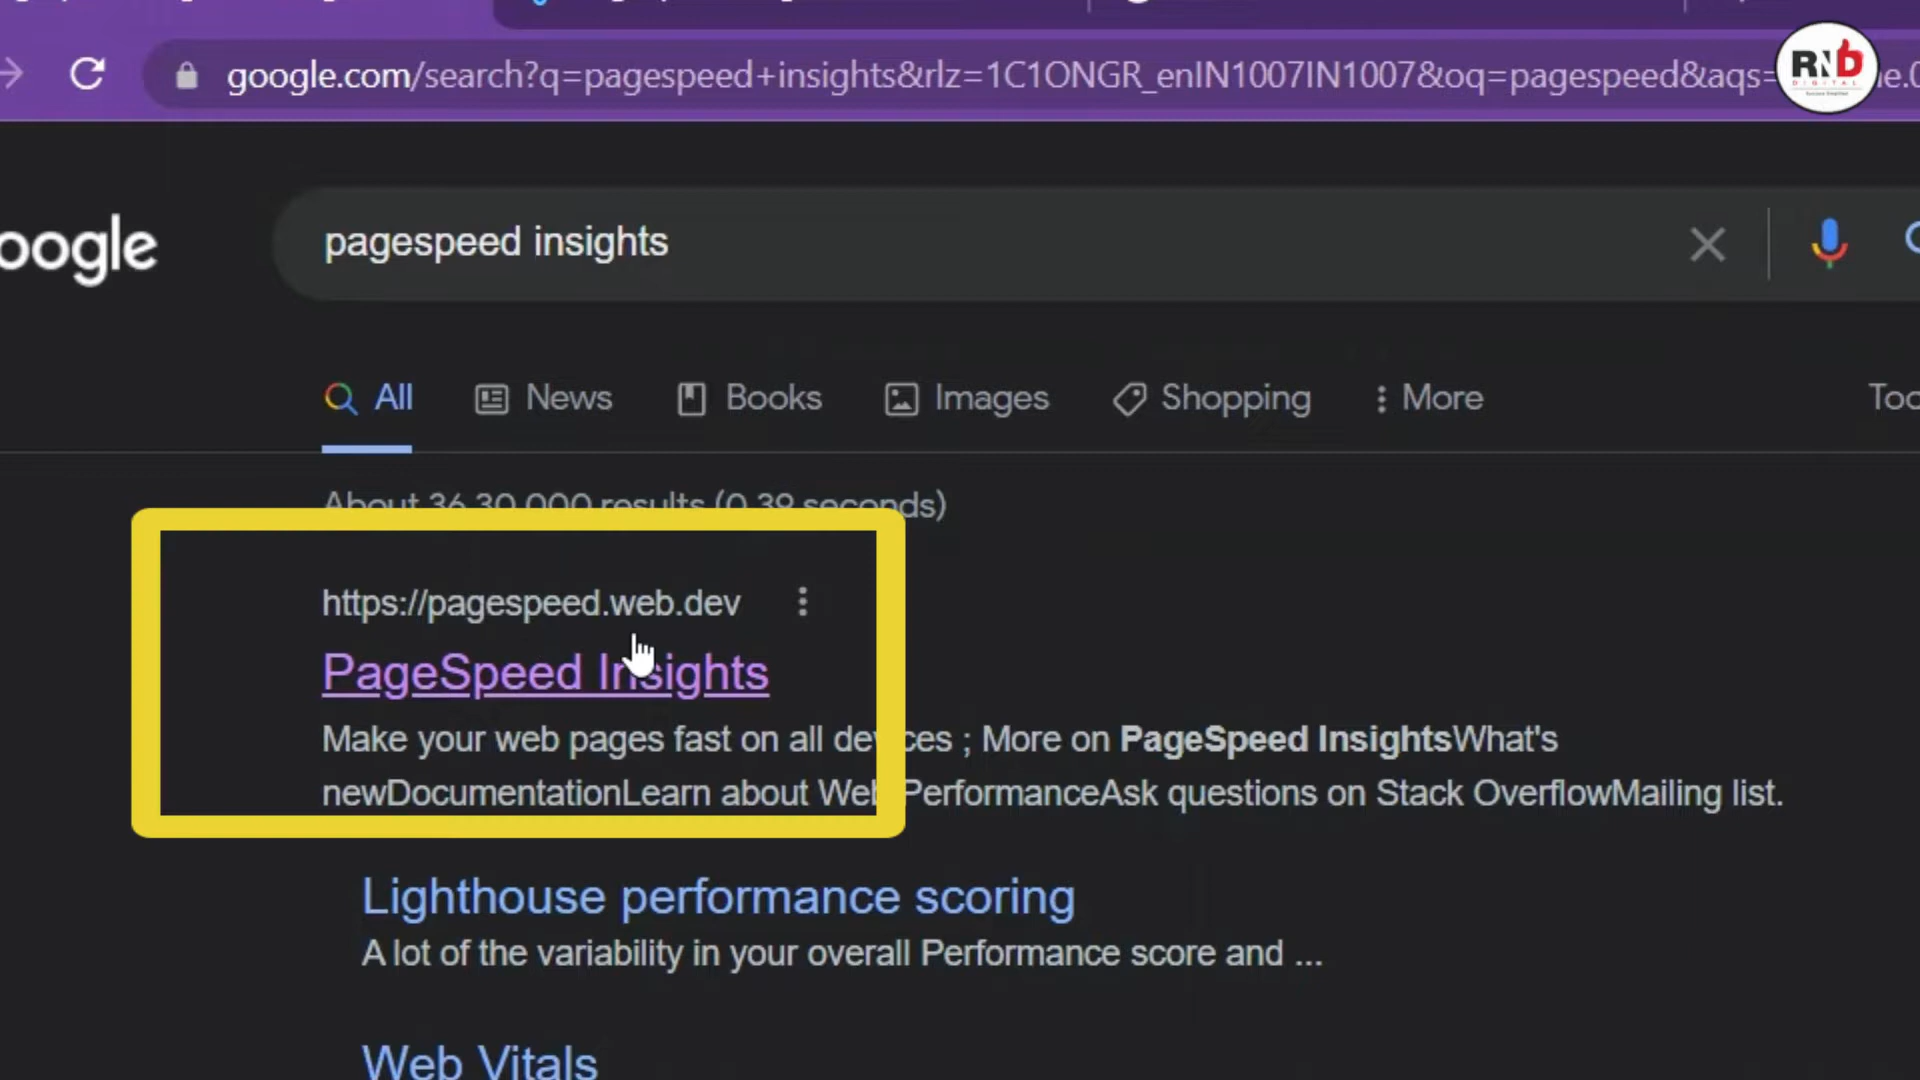 google.com/search?q=pagespeed+insights&rlz=1C1ONGR_enIN1007IN1007&oq=pagespeed&aqs=
RNb
DIGITAL
oogle
pagespeed insights
All News Books Images Shopping More
About 36,30,000 results (0.39 seconds)
https://pagespeed.web.dev
PageSpeed Insights
Make your web pages fast on all devices ; More on PageSpeed InsightsWhat's
newDocumentationLearn about Web PerformanceAsk questions on Stack OverflowMailing list.
Lighthouse performance scoring
A lot of the variability in your overall Performance score and ...
Web Vitals